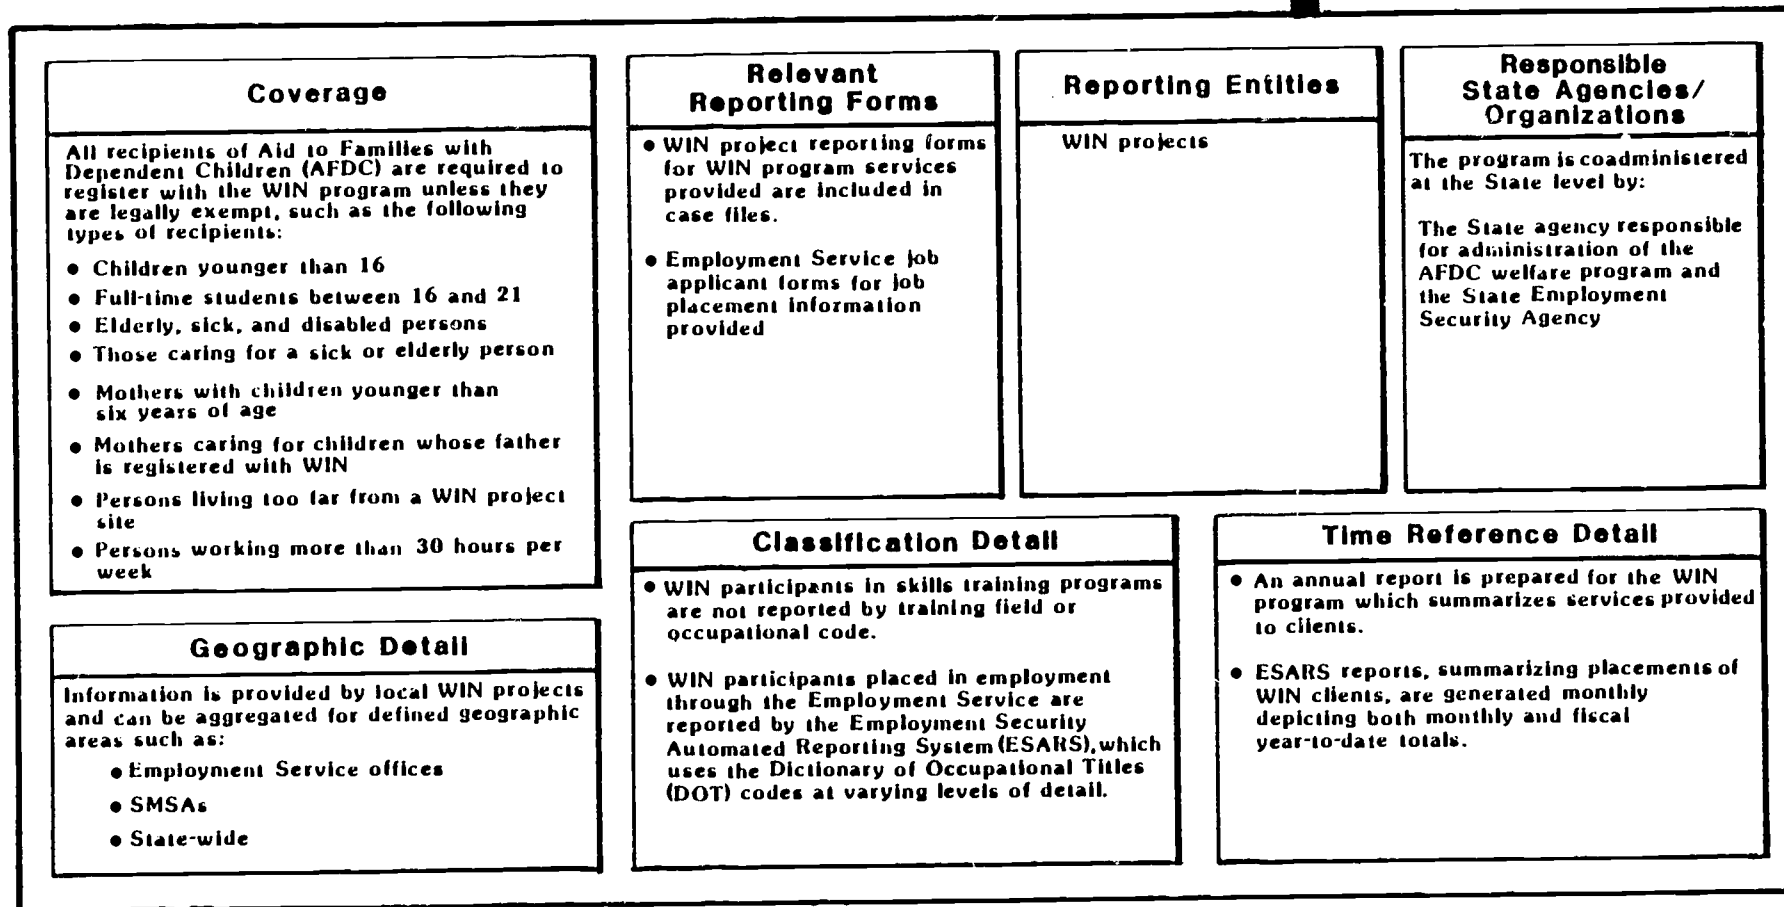 Coverage
All recipients of Aid to Families with
Dependent Children (AFDC) are required to
register with the WIN program unless they
are legally exempt, such as the following
types of recipients:
● Children younger than 16
● Full-time students between 16 and 21
● Elderly, sick, and disabled persons
● Those caring for a sick or elderly person
● Mothers with children younger than
six years of age
● Mothers caring for children whose father
is registered with WIN
● Persons living too far from a WIN project
site
● Persons working more than 30 hours per
week
Relevant
Reporting Forms
● WIN project reporting forms
for WIN program services
provided are included in
case files.
● Employment Service job
applicant forms for job
placement information
provided
Reporting Entities
WIN projects
Responsible
State Agencies/
Organizations
The program is coadministered
at the State level by:
The State agency responsible
for administration of the
AFDC welfare program and
the State Employment
Security Agency
Geographic Detail
Information is provided by local WIN projects
and can be aggregated for defined geographic
areas such as:
● Employment Service offices
● SMSAs
● State-wide
Classification Detail
● WIN participants in skills training programs
are not reported by training field or
occupational code.
● WIN participants placed in employment
through the Employment Service are
reported by the Employment Security
Automated Reporting System (ESARS), which
uses the Dictionary of Occupational Titles
(DOT) codes at varying levels of detail.
Time Reference Detail
● An annual report is prepared for the WIN
program which summarizes services provided
to clients.
● ESARS reports, summarizing placements of
WIN clients, are generated monthly
depicting both monthly and fiscal
year-to-date totals.